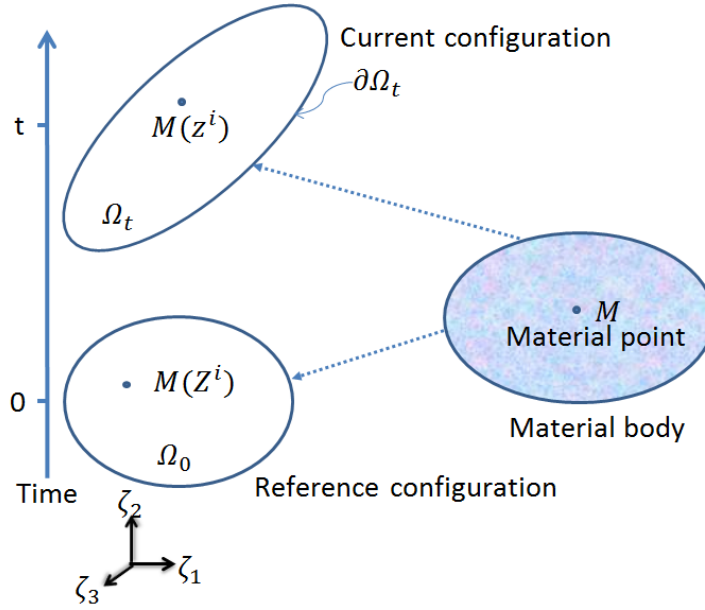 Current configuration
∂Ω_t
t
M(z^i)
Ω_t
M
Material point
M(Z^i)
0
Material body
Ω_0
Reference configuration
Time
ζ_2
ζ_1
ζ_3